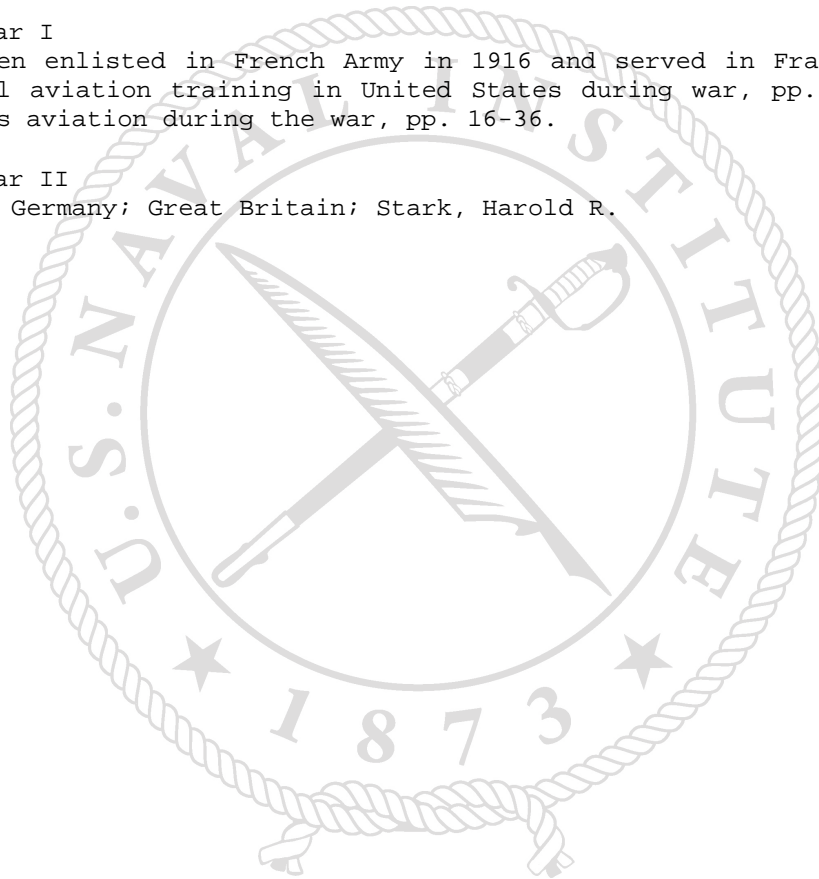 ar I
en enlisted in French Army in 1916 and served in Fra
l aviation training in United States during war, pp.
s aviation during the war, pp. 16-36.
ar II
Germany; Great Britain; Stark, Harold R.
U.S. NAVAL INSTITUTE
1873